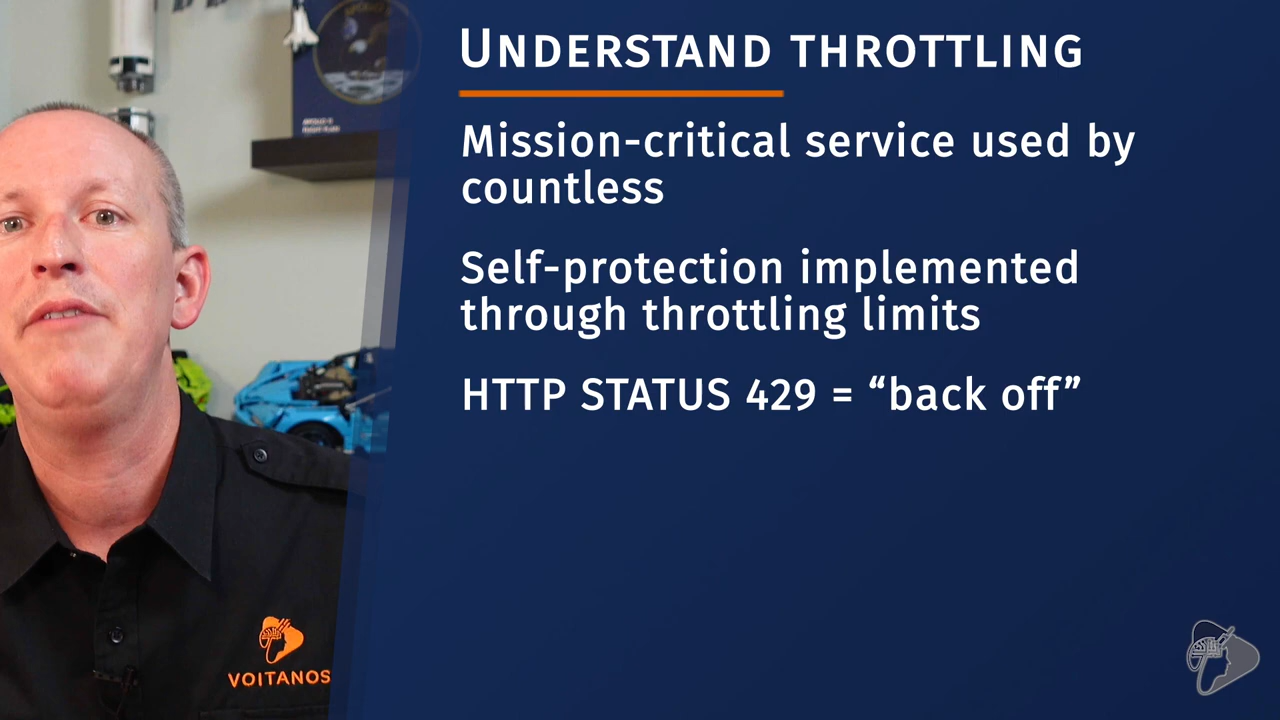 UNDERSTAND THROTTLING
Mission-critical service used by
countless
Self-protection implemented
through throttling limits
HTTP STATUS 429 = “back off”
VOITANOS